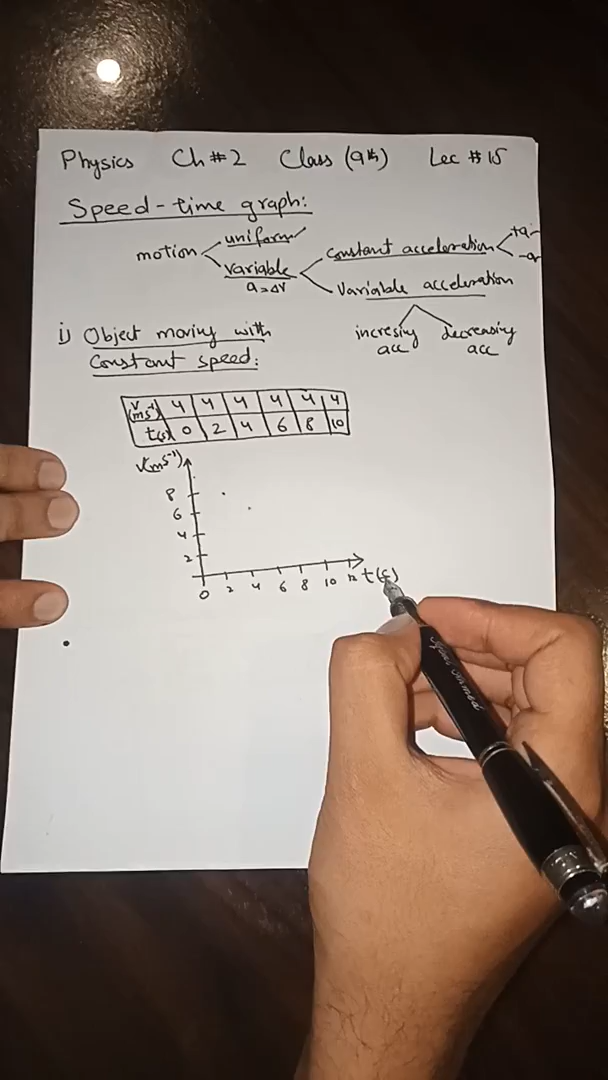 Physics Ch#2 Class (9th) Lec #15
Speed-time graph:
motion
uniform
variable
a=ΔV
Constant acceleration
+a
-a
Variable acceleration
incresing
acc
decreasing
acc
i) Object moving with
Constant speed:
V(ms⁻¹) 4 4 4 4 4 4
t(s) 0 2 4 6 8 10
V(ms⁻¹)
8
6
4
2
0 2 4 6 8 10 12 t(s)